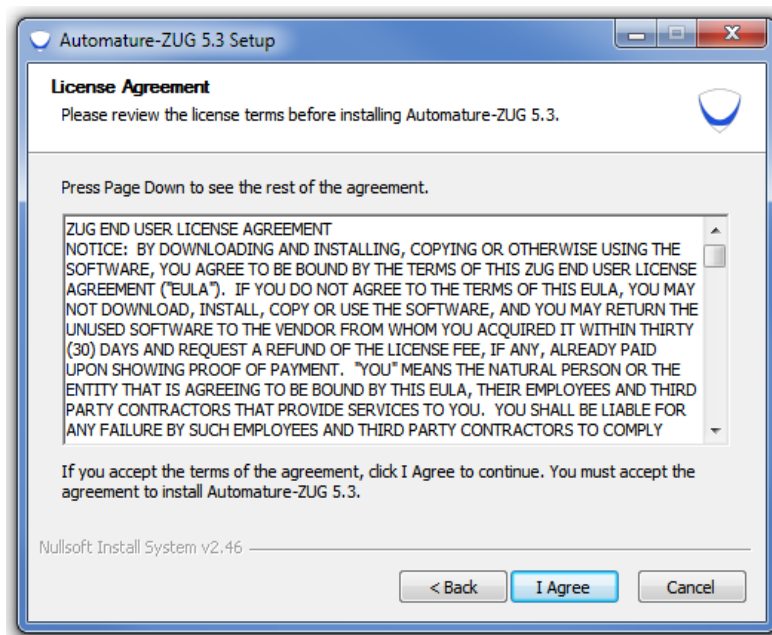 Automature-ZUG 5.3 Setup
License Agreement
Please review the license terms before installing Automature-ZUG 5.3.
Press Page Down to see the rest of the agreement.
ZUG END USER LICENSE AGREEMENT
NOTICE:  BY DOWNLOADING AND INSTALLING, COPYING OR OTHERWISE USING THE
SOFTWARE, YOU AGREE TO BE BOUND BY THE TERMS OF THIS ZUG END USER LICENSE
AGREEMENT ("EULA").  IF YOU DO NOT AGREE TO THE TERMS OF THIS EULA, YOU MAY
NOT DOWNLOAD, INSTALL, COPY OR USE THE SOFTWARE, AND YOU MAY RETURN THE
UNUSED SOFTWARE TO THE VENDOR FROM WHOM YOU ACQUIRED IT WITHIN THIRTY
(30) DAYS AND REQUEST A REFUND OF THE LICENSE FEE, IF ANY, ALREADY PAID
UPON SHOWING PROOF OF PAYMENT.  "YOU" MEANS THE NATURAL PERSON OR THE
ENTITY THAT IS AGREEING TO BE BOUND BY THIS EULA, THEIR EMPLOYEES AND THIRD
PARTY CONTRACTORS THAT PROVIDE SERVICES TO YOU.  YOU SHALL BE LIABLE FOR
ANY FAILURE BY SUCH EMPLOYEES AND THIRD PARTY CONTRACTORS TO COMPLY
If you accept the terms of the agreement, click I Agree to continue. You must accept the
agreement to install Automature-ZUG 5.3.
Nullsoft Install System v2.46
< Back
I Agree
Cancel